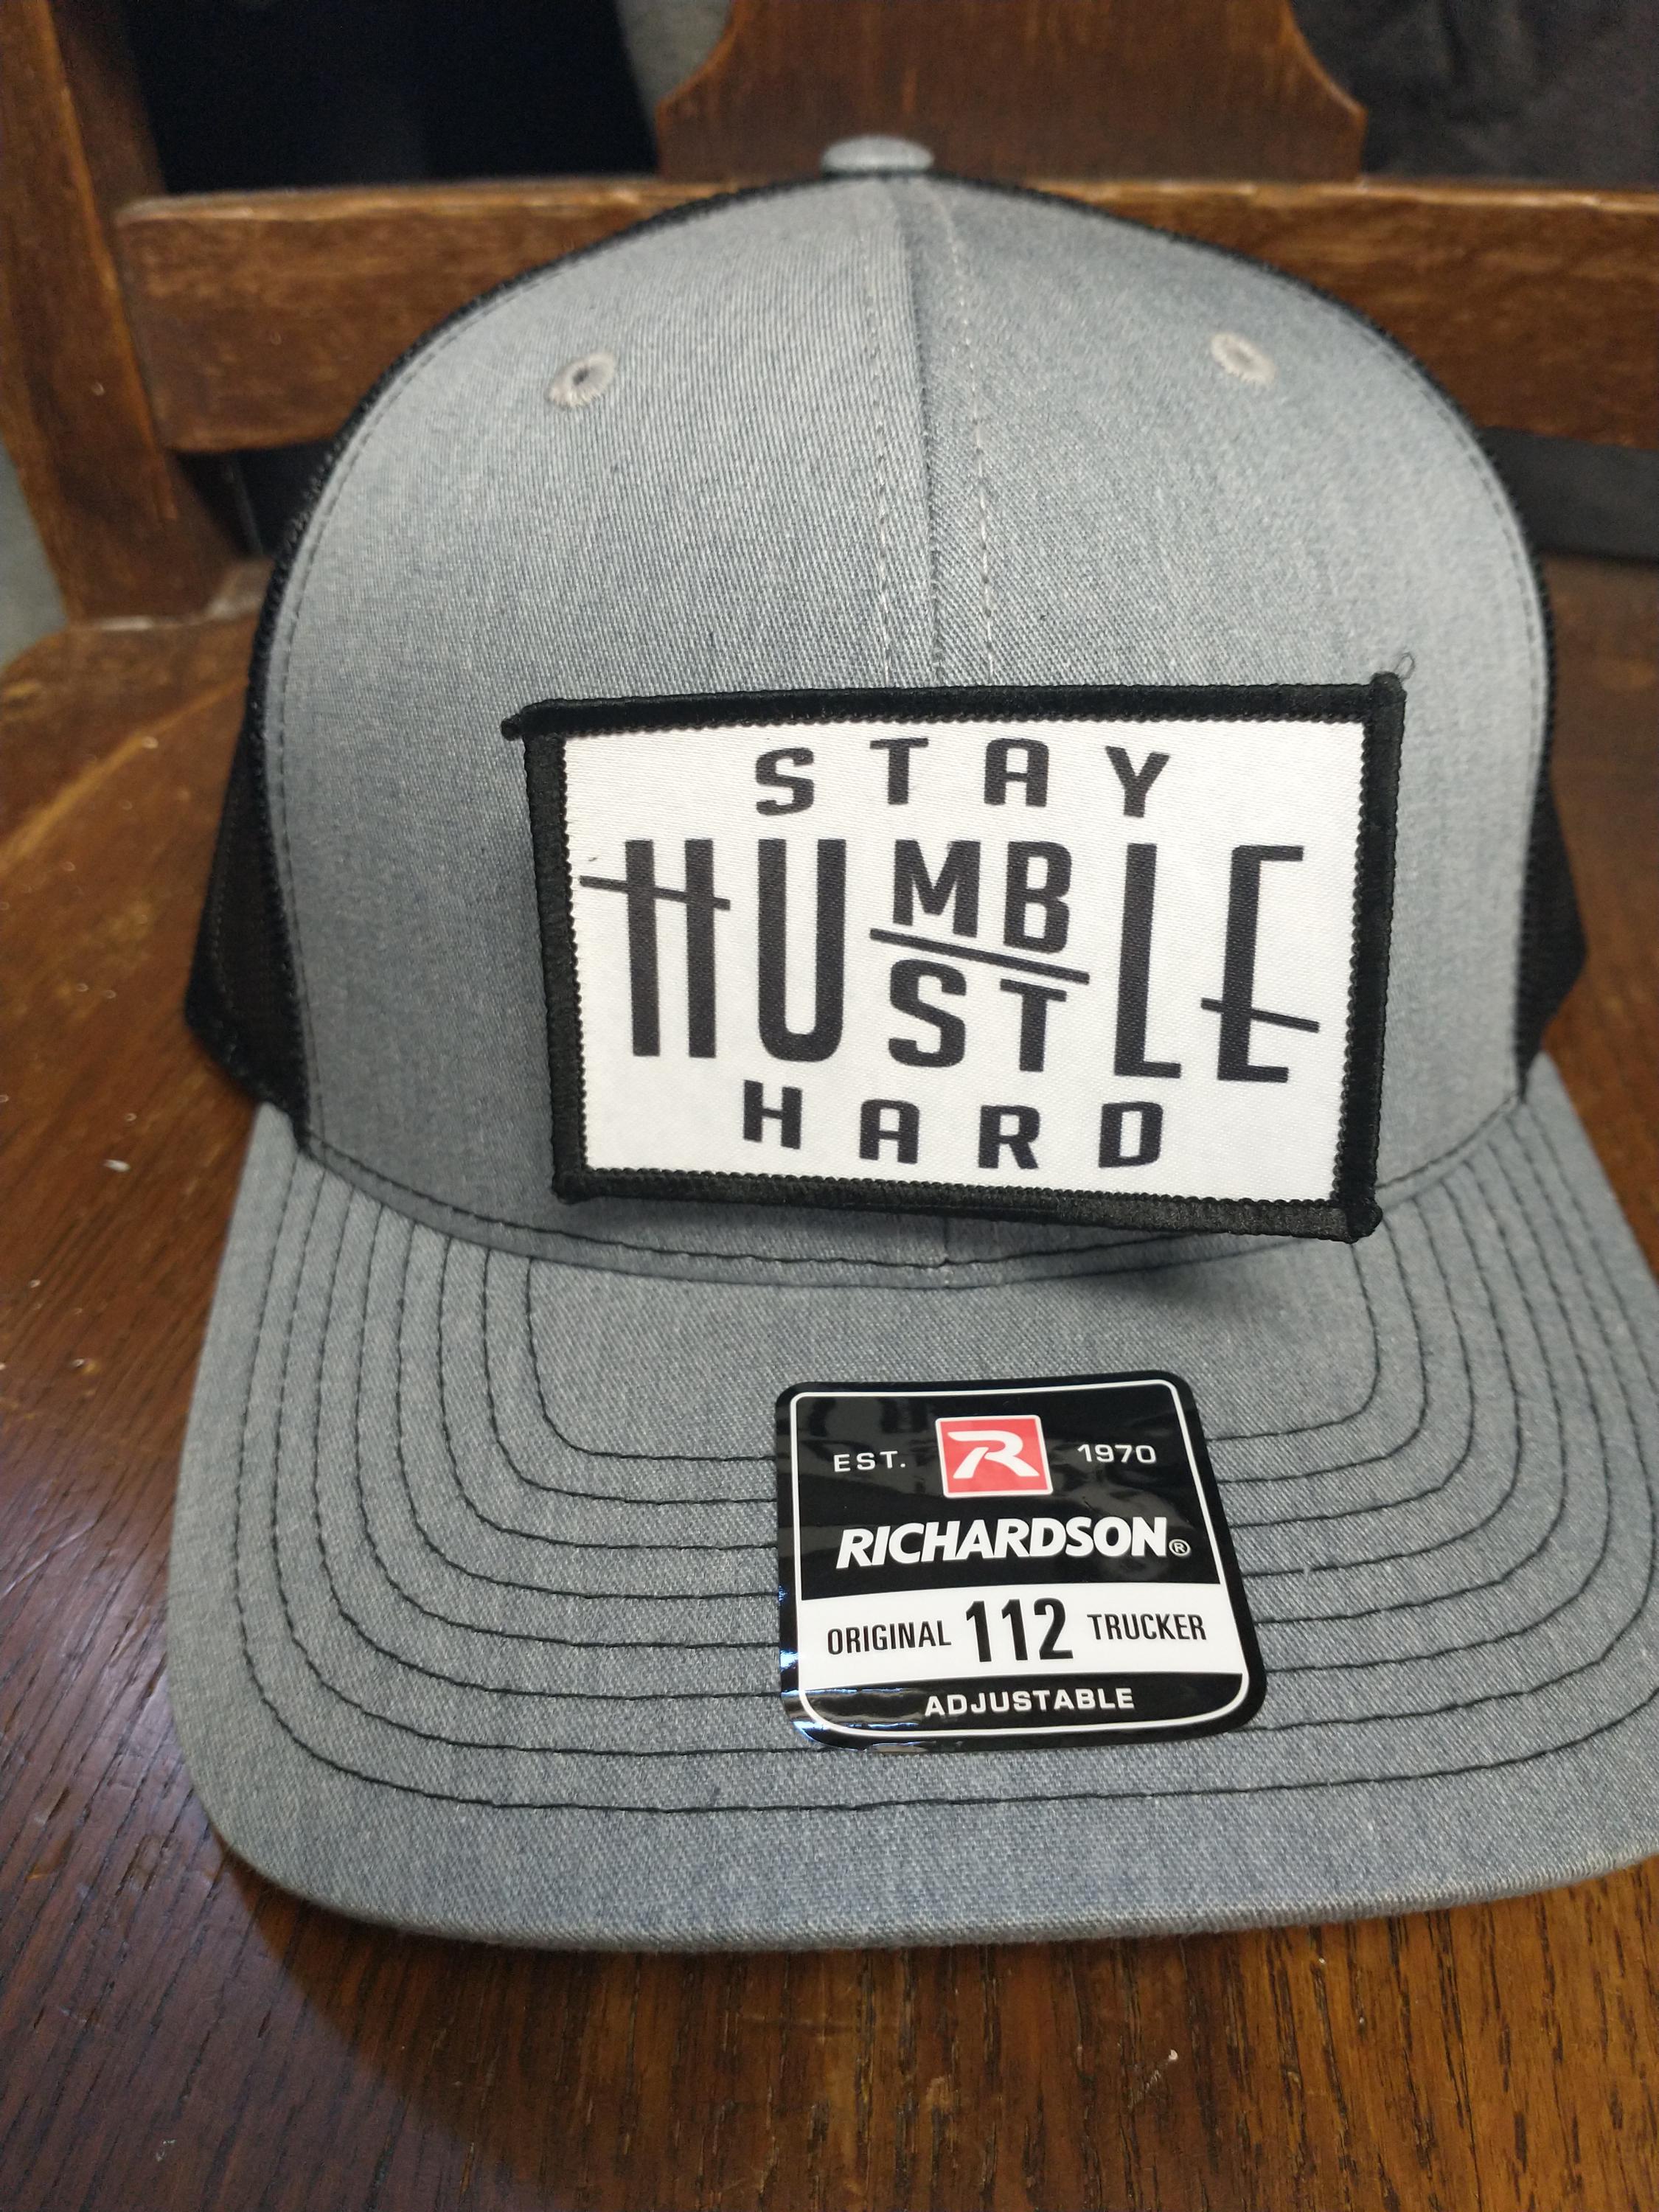 STAY
HUMBLE
HUSTLE
HARD
EST. R 1970
RICHARDSON®
ORIGINAL 112 TRUCKER
ADJUSTABLE